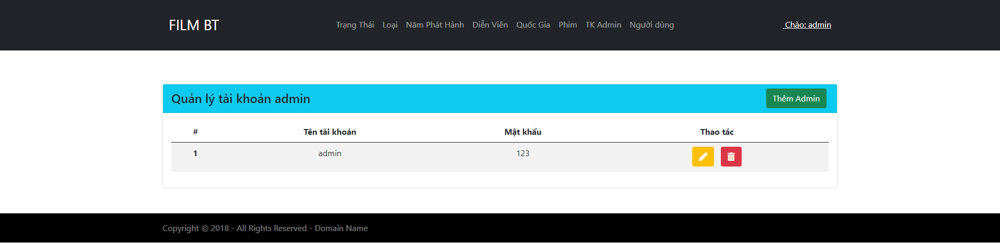 FILM BT
Trạng Thái Loại Năm Phát Hành Diễn Viên Quốc Gia Phim TK Admin Người dùng
Chào: admin
Quản lý tài khoản admin
Thêm Admin
# Tên tài khoản Mật khẩu Thao tác
1 admin 123
Copyright © 2018 - All Rights Reserved - Domain Name